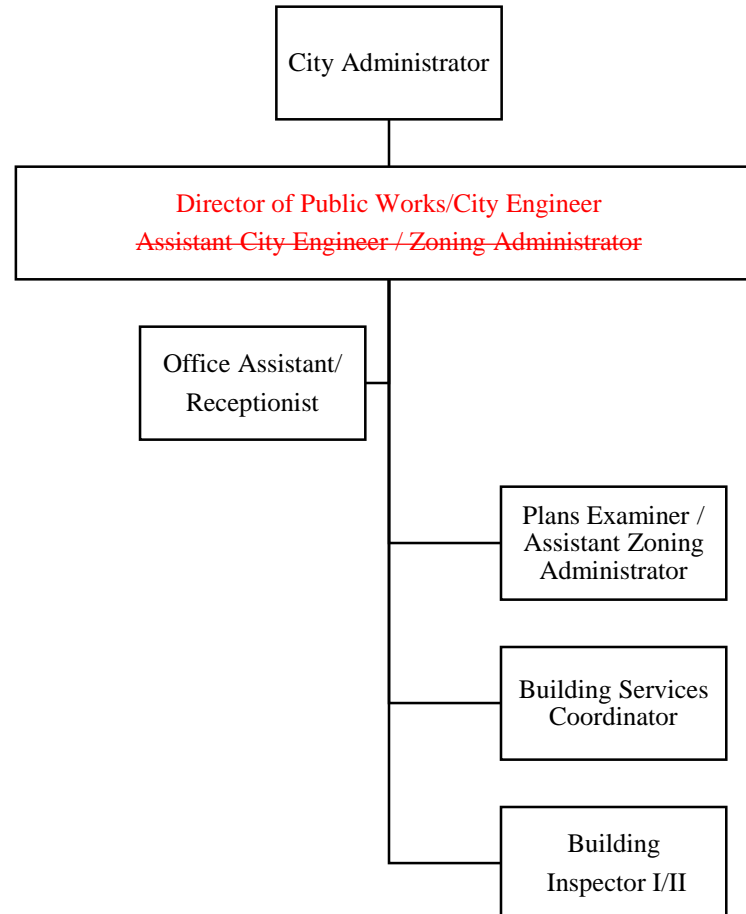 City Administrator
Director of Public Works/City Engineer
Assistant City Engineer / Zoning Administrator
Office Assistant/
Receptionist
Plans Examiner /
Assistant Zoning
Administrator
Building Services
Coordinator
Building
Inspector I/II